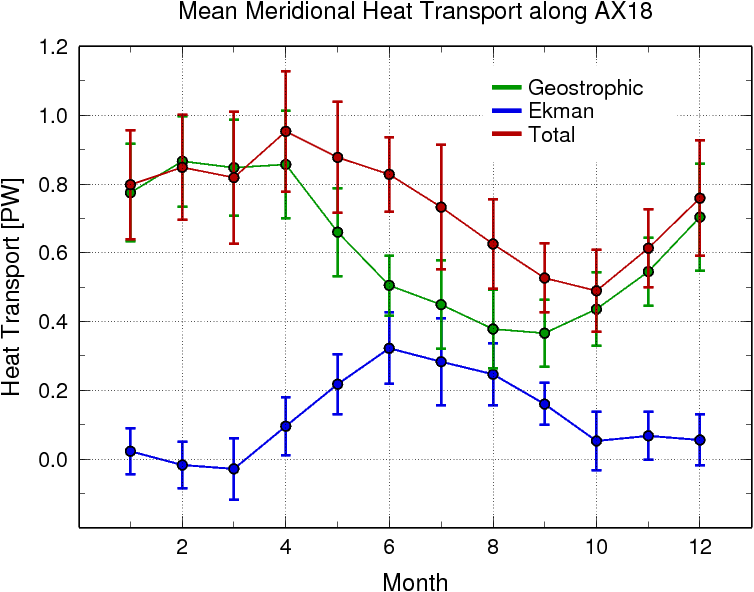 Mean Meridional Heat Transport along AX18
1.2
1.0
0.8
0.6
0.4
0.2
0.0
Heat Transport [PW]
Geostrophic
Ekman
Total
2 4 6 8 10 12
Month